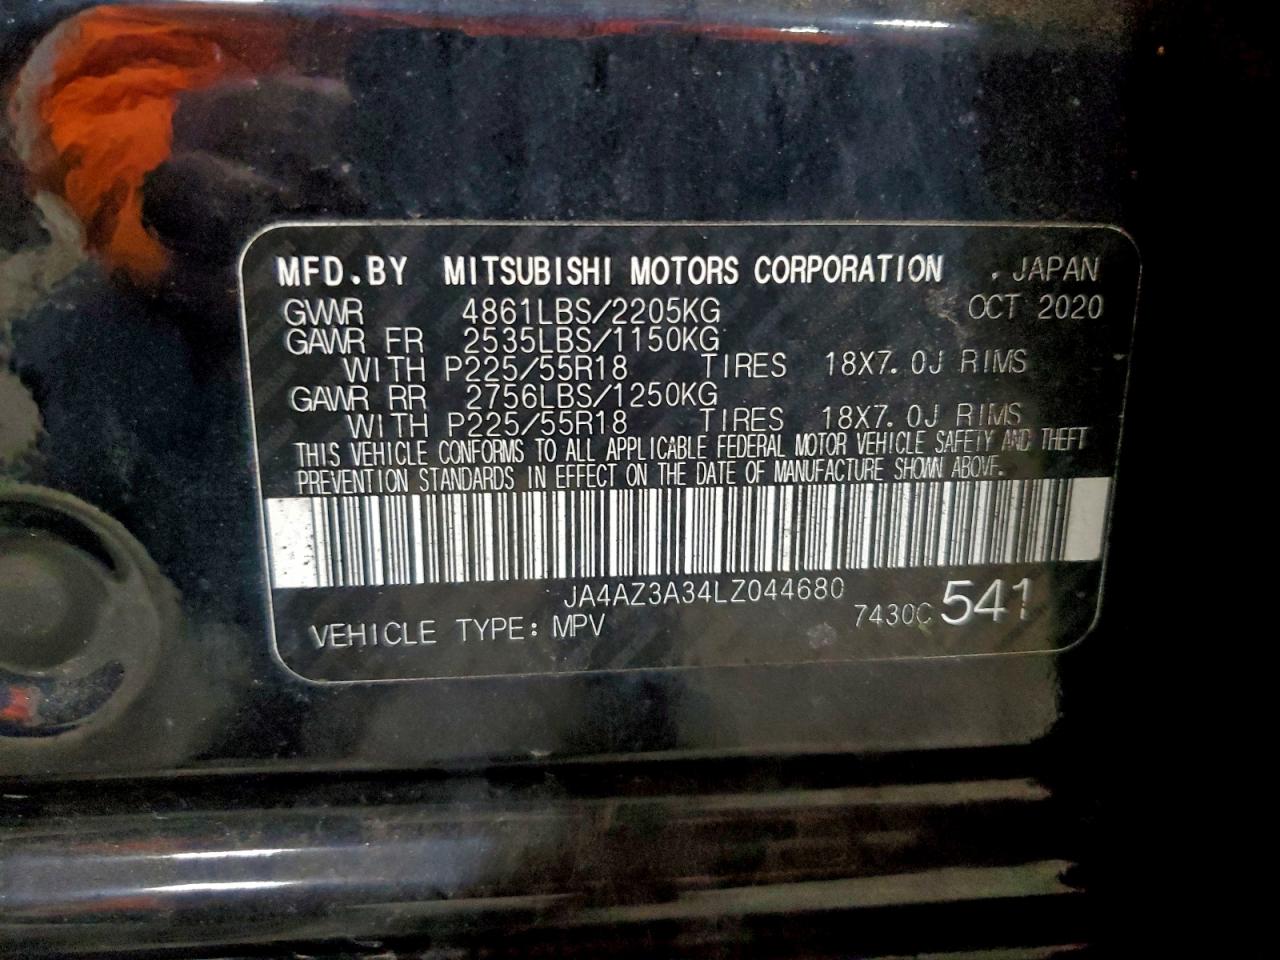 MFD.BY MITSUBISHI MOTORS CORPORATION . JAPAN
GVWR 4861LBS/2205KG OCT 2020
GAWR FR 2535LBS/1150KG
WITH P225/55R18 TIRES 18X7.0J RIMS
GAWR RR 2756LBS/1250KG
WITH P225/55R18 TIRES 18X7.0J RIMS
THIS VEHICLE CONFORMS TO ALL APPLICABLE FEDERAL MOTOR VEHICLE SAFETY AND THEFT
PREVENTION STANDARDS IN EFFECT ON THE DATE OF MANUFACTURE SHOWN ABOVE.
JA4AZ3A34LZ044680
VEHICLE TYPE: MPV 7430C 541